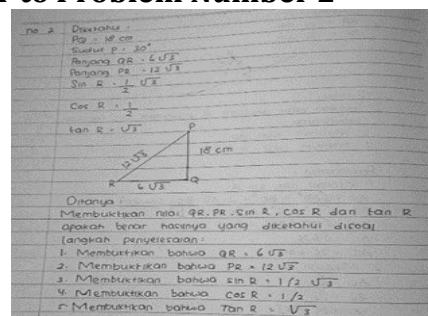 to Problem Number 2
no 2 Diketahui :
PQ = 18 cm
Sudut P = 30°
Panjang QR = 6√3
Panjang PR = 12√3
Sin R = 1/2 √3
Cos R = 1/2
tan R = √3
P
12√3
18 cm
R
Q
6√3
Ditanya :
Membuktikan nilai QR, PR, Sin R, Cos R dan tan R
apakah benar hasilnya yang diketahui disoal
langkah penyelesaian :
1. Membuktikan bahwa QR = 6√3
2. Membuktikan bahwa PR = 12√3
3. Membuktikan bahwa sin R = 1/2 √3
4. Membuktikan bahwa cos R = 1/2
5. Membuktikan bahwa Tan R = √3